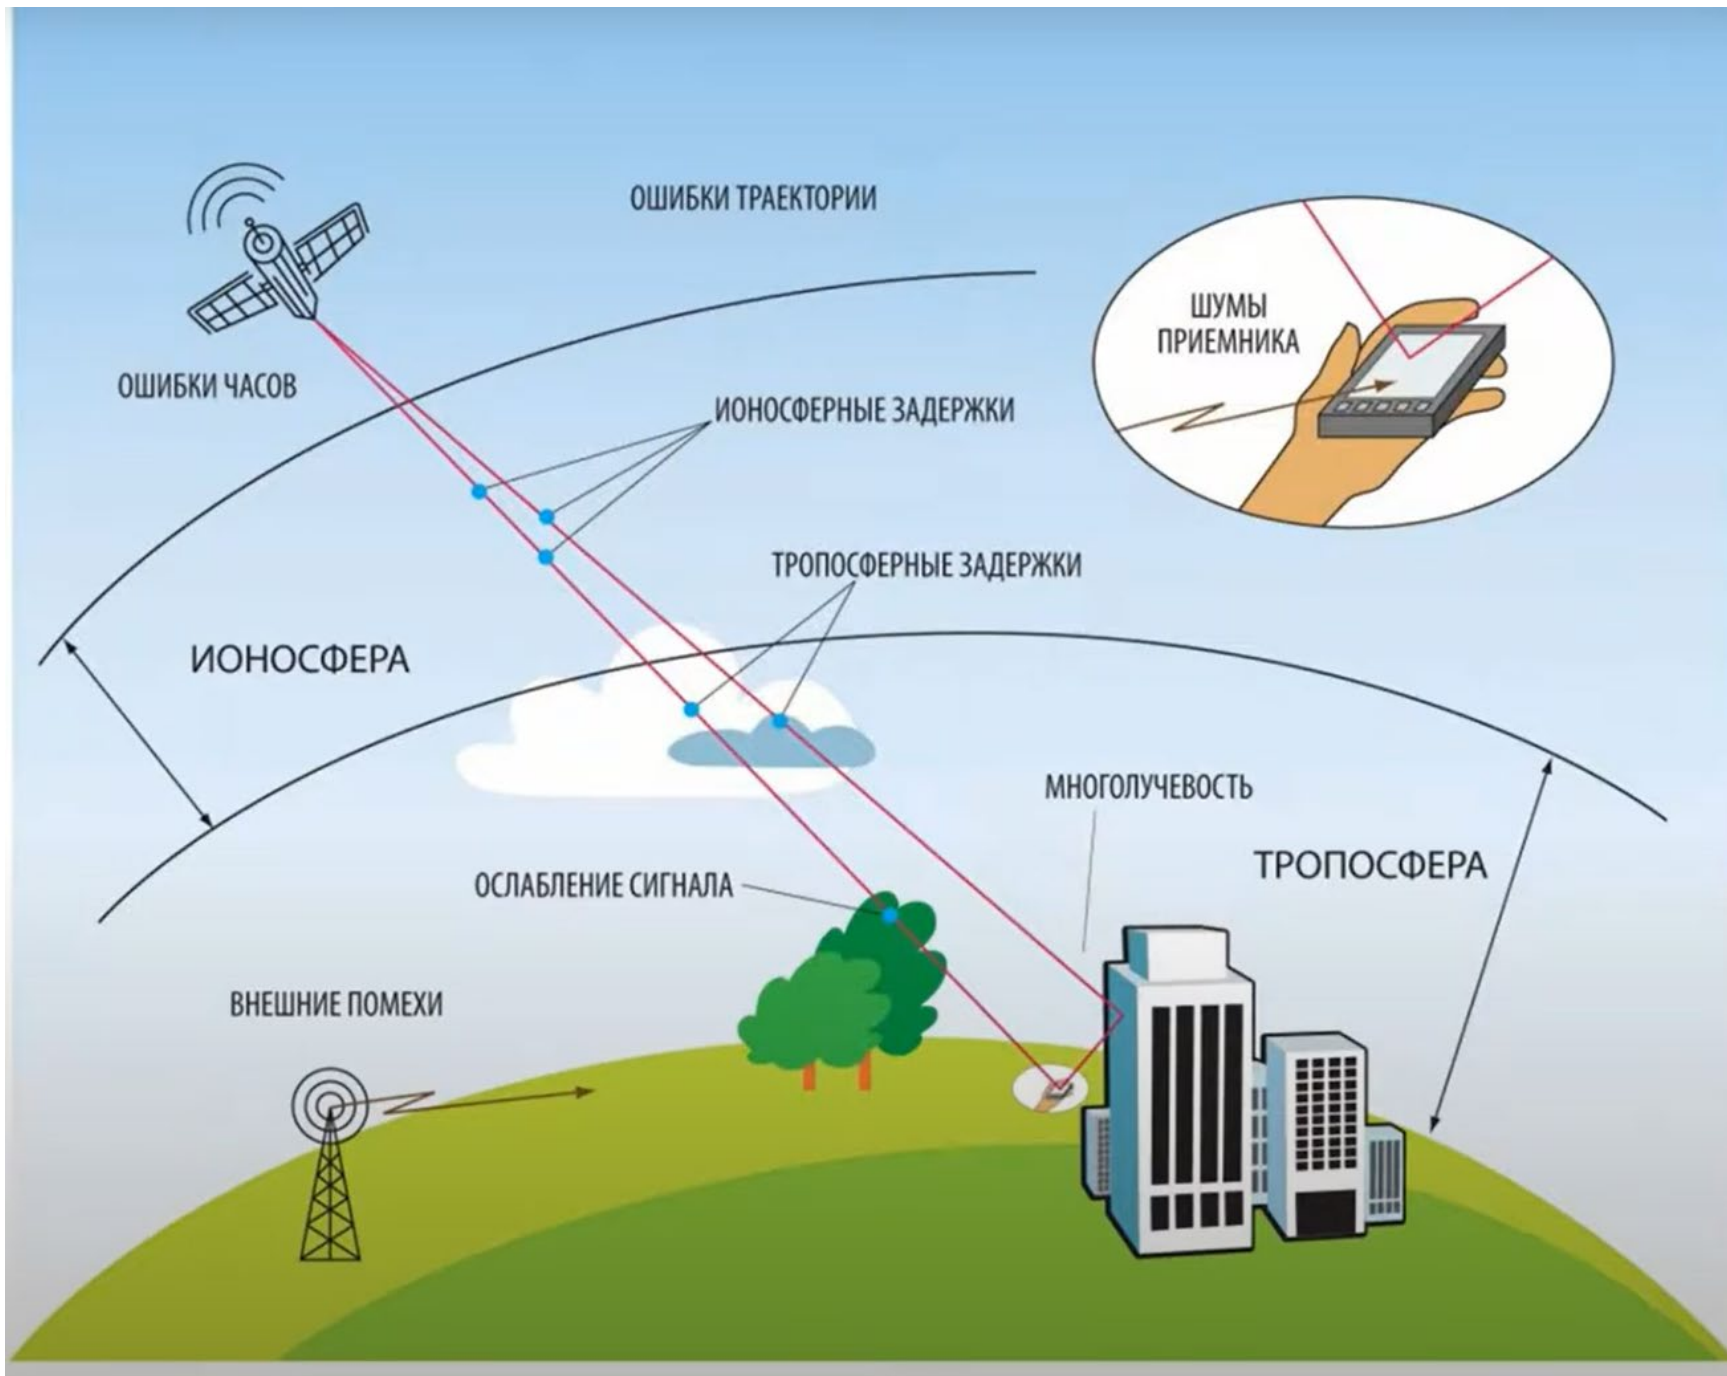 ОШИБКИ ТРАЕКТОРИИ
ШУМЫ
ПРИЕМНИКА
ОШИБКИ ЧАСОВ
ИОНОСФЕРНЫЕ ЗАДЕРЖКИ
ТРОПОСФЕРНЫЕ ЗАДЕРЖКИ
ИОНОСФЕРА
МНОГОЛУЧЕВОСТЬ
ТРОПОСФЕРА
ОСЛАБЛЕНИЕ СИГНАЛА
ВНЕШНИЕ ПОМЕХИ